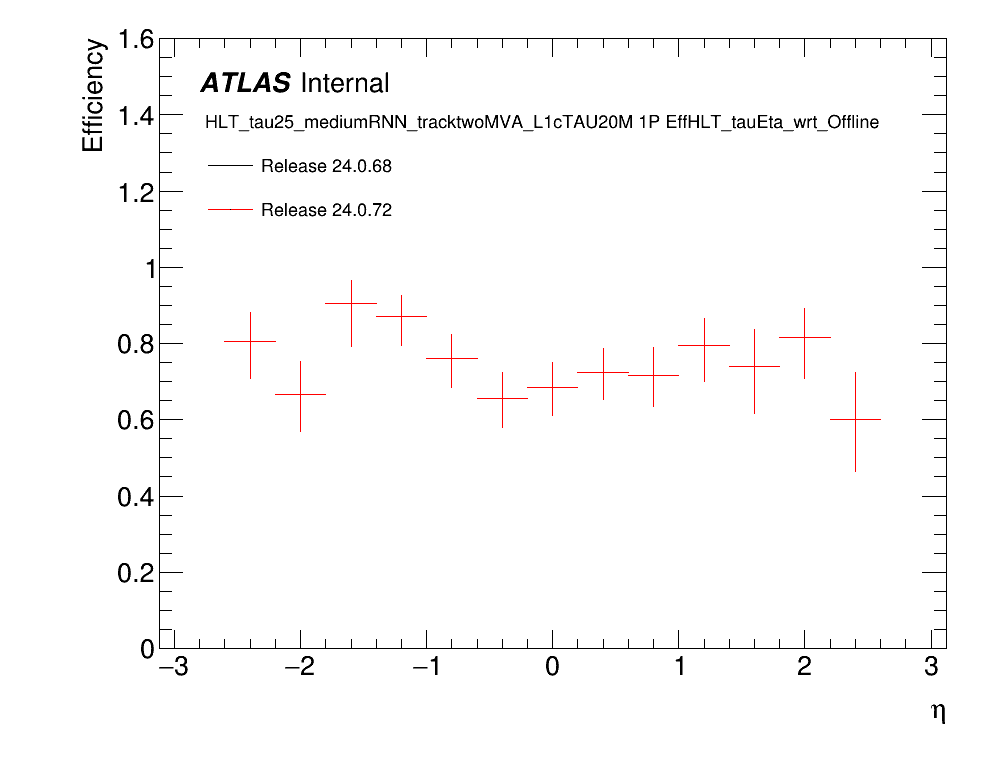 Efficiency
1.6
1.4
1.2
1
0.8
0.6
0.4
0.2
0
ATLAS Internal
HLT_tau25_mediumRNN_tracktwoMVA_L1cTAU20M 1P EffHLT_tauEta_wrt_Offline
Release 24.0.68
Release 24.0.72
−3 −2 −1 0 1 2 3
η